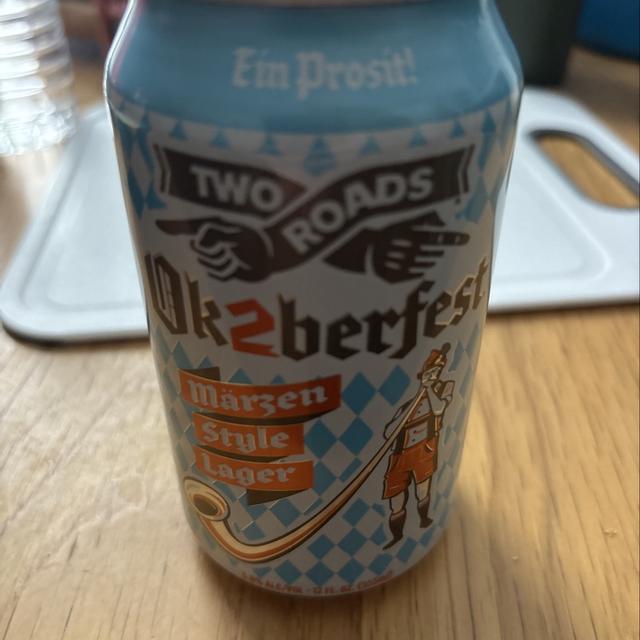 Ein Prosit!
TWO
ROADS
Ok2berfest
Märzen
Style
Lager